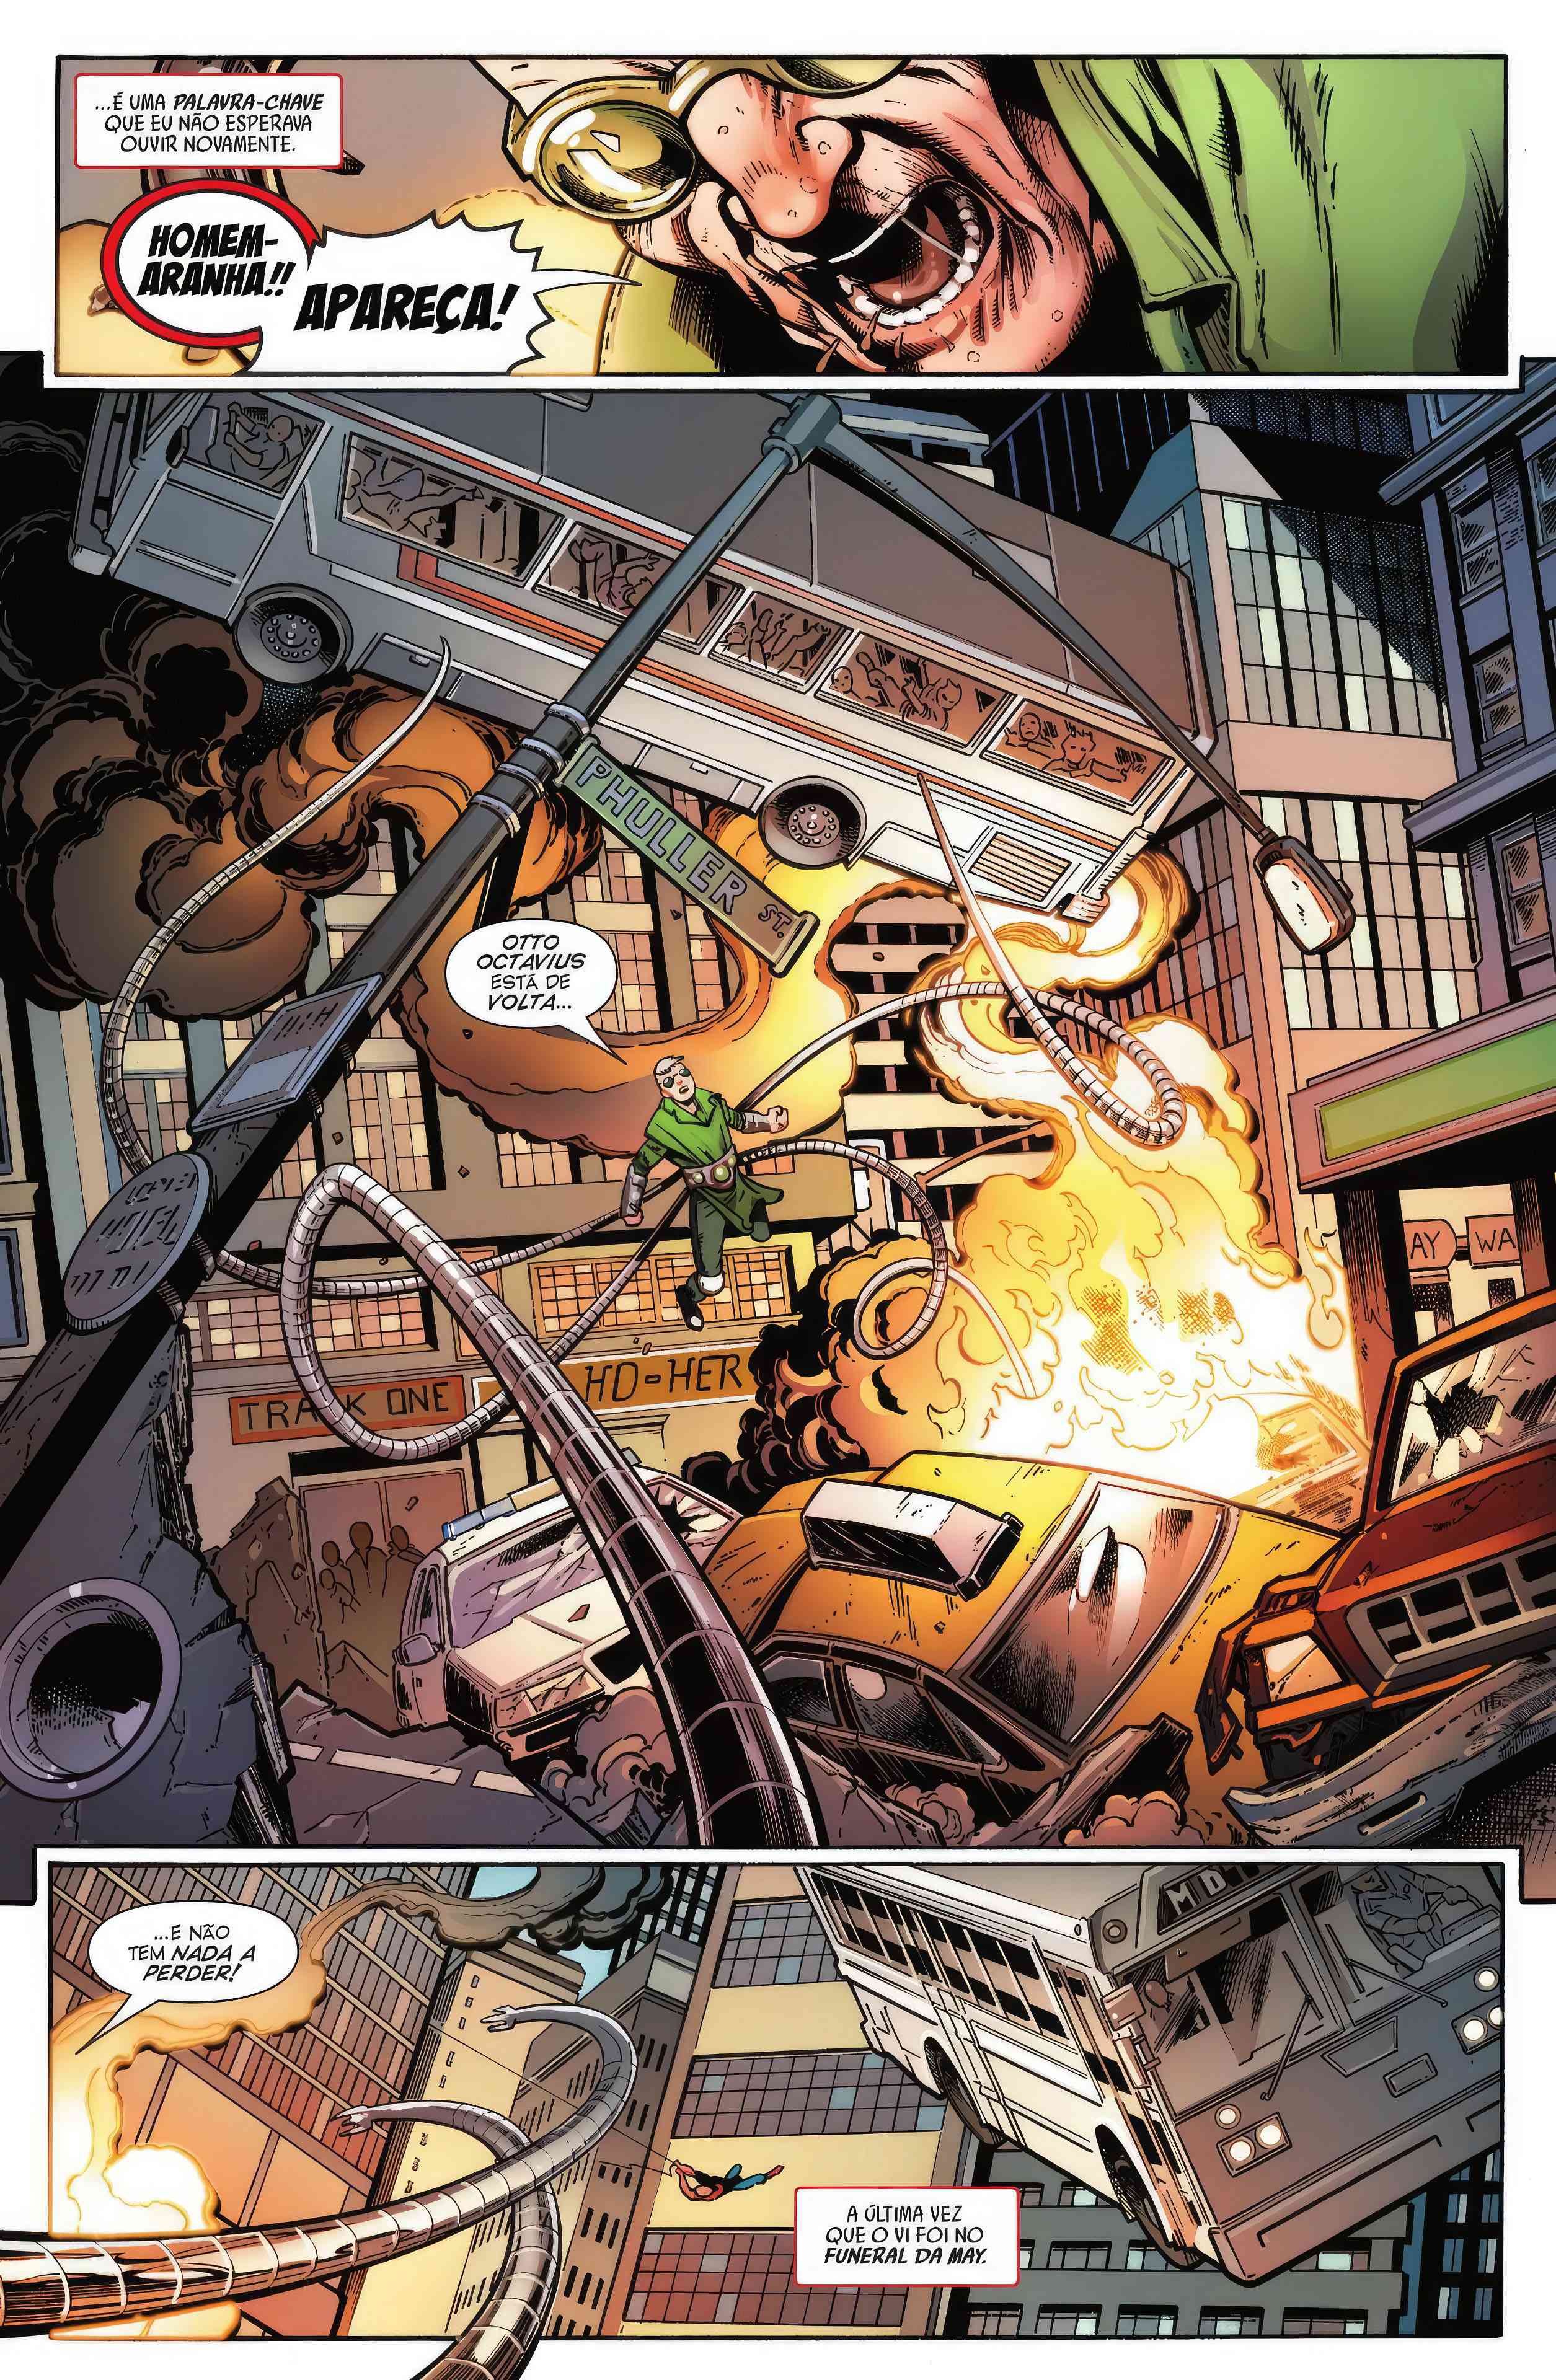 ...É UMA PALAVRA-CHAVE
QUE EU NÃO ESPERAVA
OUVIR NOVAMENTE.
HOMEM-
ARANHA!!
APAREÇA!
PHULLER ST.
OTTO
OCTAVIUS
ESTÁ DE
VOLTA...
AY WA
HD-HER
TRACK ONE
...E NÃO
TEM NADA A
PERDER!
MD
A ÚLTIMA VEZ
QUE O VI FOI NO
FUNERAL DA MAY.